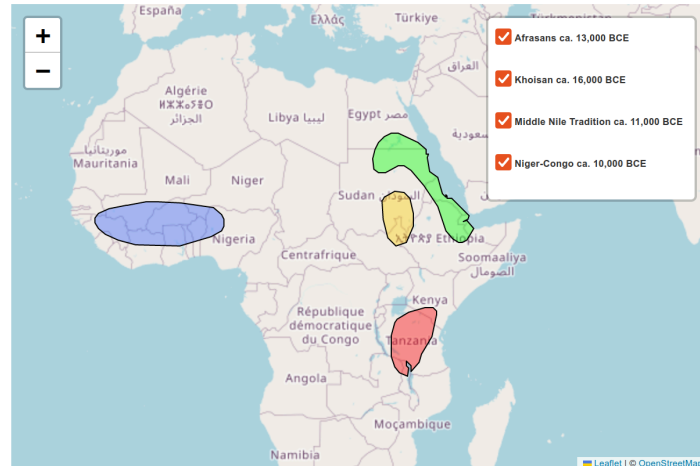 España
Ελλάς
Türkiye
Türkmenistan
+
−
Afrasans ca. 13,000 BCE
العراق
Khoisan ca. 16,000 BCE
Algérie
ⵍⵣⵣⴰⵢⴻⵔ
الجزائر
Libya ليبيا
Egypt مصر
Middle Nile Tradition ca. 11,000 BCE
السعودية
موريتانيا
Mauritania
Niger-Congo ca. 10,000 BCE
Mali
Niger
Sudan السودان
Nigeria
Ethiopia
Centrafrique
Soomaaliya
الصومال
Kenya
République
démocratique
du Congo
Tanzania
Angola
Moçambique
Namibia
Leaflet | © OpenStreetMap